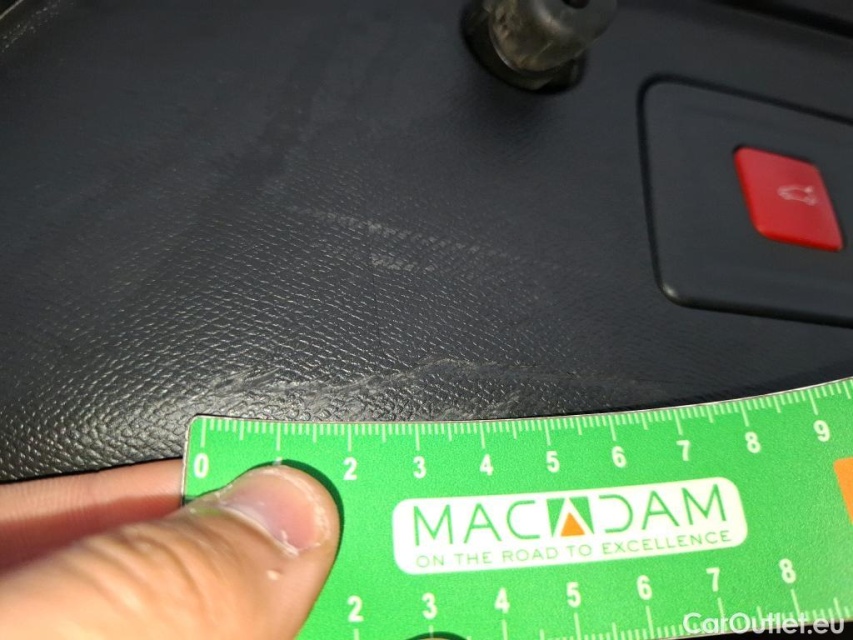 0 2 3 4 5 6 7 8 9
MACADAM
ON THE ROAD TO EXCELLENCE
2 3 4 5 6 7 8
CarOutlet.eu